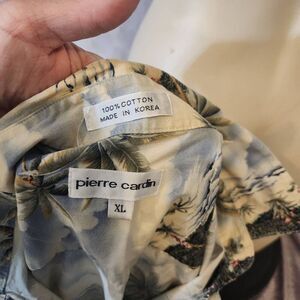 100% COTTON
MADE IN KOREA
pierre cardin
XL